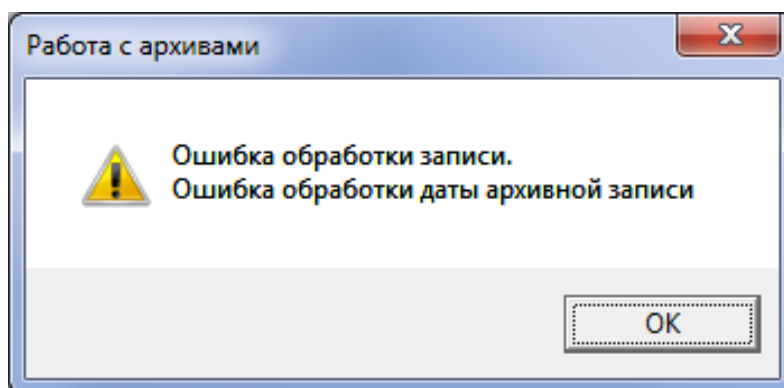 Работа с архивами
Ошибка обработки записи.
Ошибка обработки даты архивной записи
OK